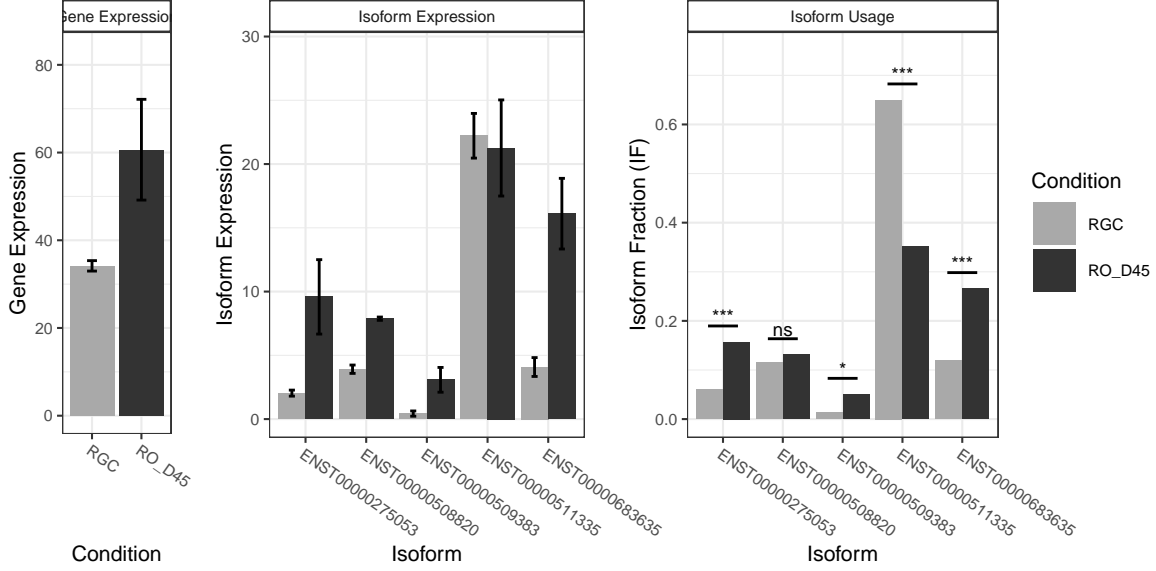 Gene Expression
Isoform Expression
Isoform Usage
Gene Expression
80
60
40
20
0
RGC
RO_D45
Condition
Isoform Expression
30
20
10
0
ENST00000275053
ENST00000508820
ENST00000509383
ENST00000511335
ENST00000683635
Isoform
Isoform Fraction (IF)
0.6
0.4
0.2
0.0
***
ns
*
***
***
ENST00000275053
ENST00000508820
ENST00000509383
ENST00000511335
ENST00000683635
Isoform
Condition
RGC
RO_D45